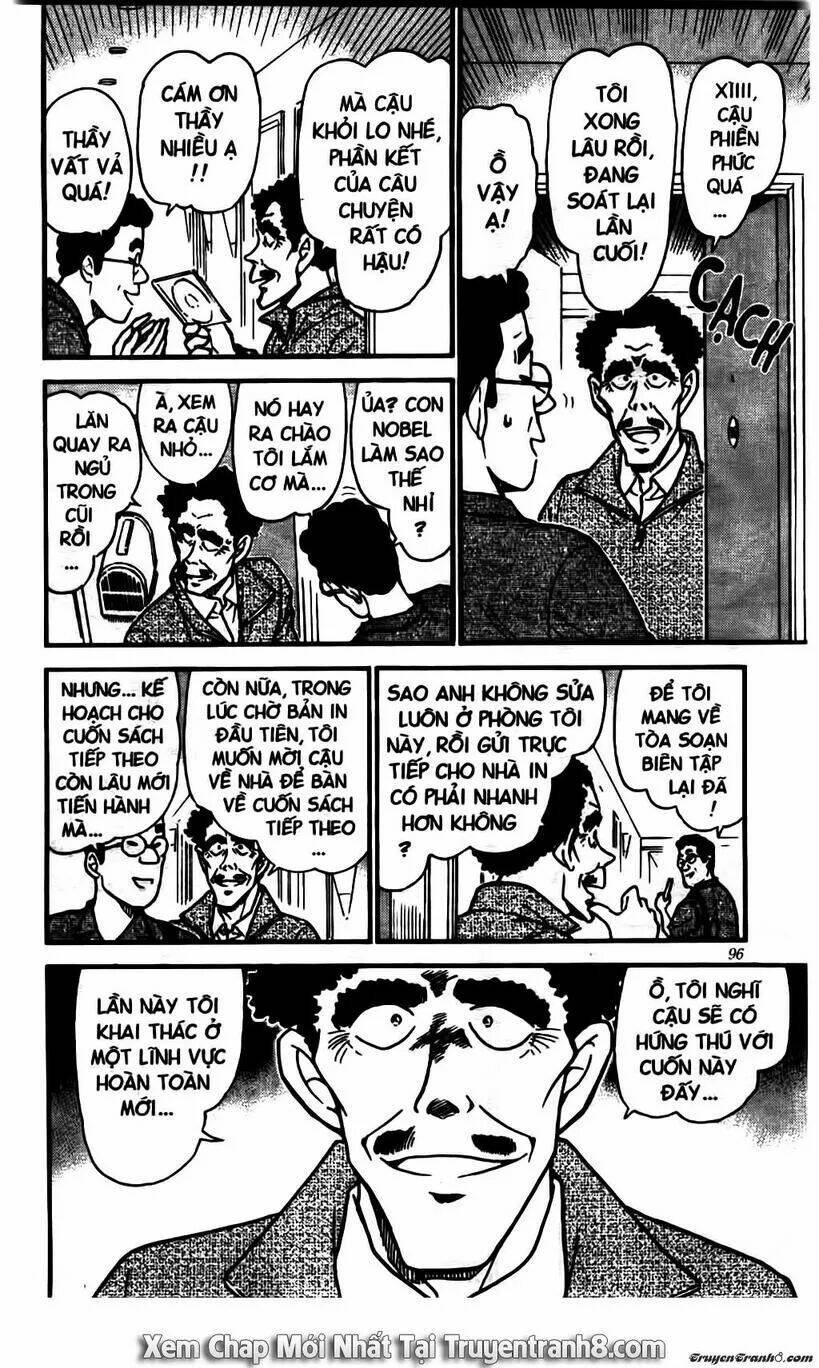 XÌIII,
CẬU
PHIỀN
PHỨC
QUÁ
...
TÔI
XONG
LÂU RỒI,
ĐANG
SOÁT LẠI
LẦN
CUỐI!
CẠCH
Ồ
VẬY
Ạ!
MÀ CẬU
KHỎI LO NHÉ,
PHẦN KẾT
CỦA CÂU
CHUYỆN
RẤT CÓ
HẬU!
CÁM ƠN
THẦY
NHIỀU Ạ
!!
THẦY
VẤT VẢ
QUÁ!
ỦA? CON
NOBEL
LÀM SAO
THẾ
NHỈ
?
NÓ HAY
RA CHÀO
TÔI LẮM
CƠ MÀ...
À, XEM
RA CẬU
NHỎ...
LĂN
QUAY RA
NGỦ
TRONG
CŨI
RỒI
...
ĐỂ TÔI
MANG VỀ
TÒA SOẠN
BIÊN TẬP
LẠI ĐÃ
!
SAO ANH KHÔNG SỬA
LUÔN Ở PHÒNG TÔI
NÀY, RỒI GỬI TRỰC
TIẾP CHO NHÀ IN
CÓ PHẢI NHANH
HƠN KHÔNG
?
CÒN NỮA, TRONG
LÚC CHỜ BẢN IN
ĐẦU TIÊN, TÔI
MUỐN MỜI CẬU
VỀ NHÀ ĐỂ BÀN
VỀ CUỐN SÁCH
TIẾP THEO
...
NHƯNG... KẾ
HOẠCH CHO
CUỐN SÁCH
TIẾP THEO
CÒN LÂU MỚI
TIẾN HÀNH
MÀ...
96
Ồ, TÔI NGHĨ
CẬU SẼ CÓ
HỨNG THÚ VỚI
CUỐN NÀY
ĐẤY...
LẦN NÀY TÔI
KHAI THÁC Ở
MỘT LĨNH VỰC
HOÀN TOÀN
MỚI...
Xem Chap Mới Nhất Tại Truyentranh8.com
TruyenTranh8.com